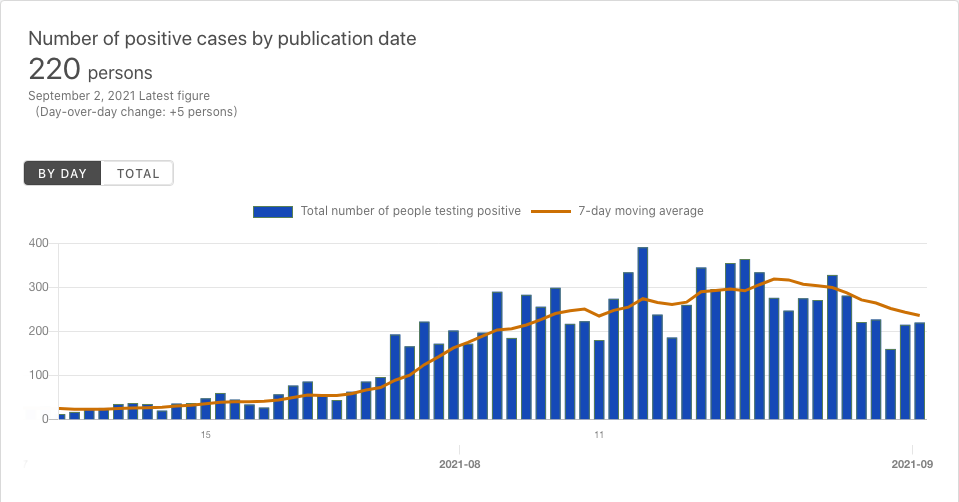 Number of positive cases by publication date
220 persons
September 2, 2021 Latest figure
(Day-over-day change: +5 persons)
BY DAY TOTAL
Total number of people testing positive 7-day moving average
400
300
200
100
0
15 11
2021-08 2021-09